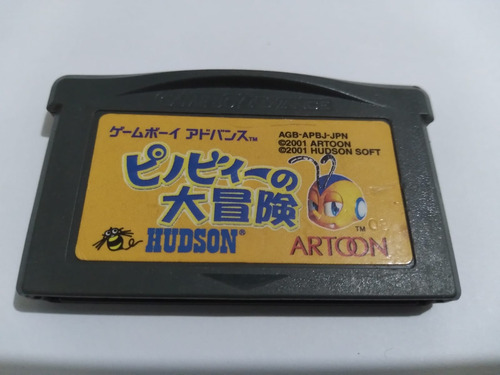 ゲームボーイ アドバンス™
AGB-APBJ-JPN
©2001 ARTOON
©2001 HUDSON SOFT
ピノビィーの
大冒険
™
HUDSON®
ARTOON